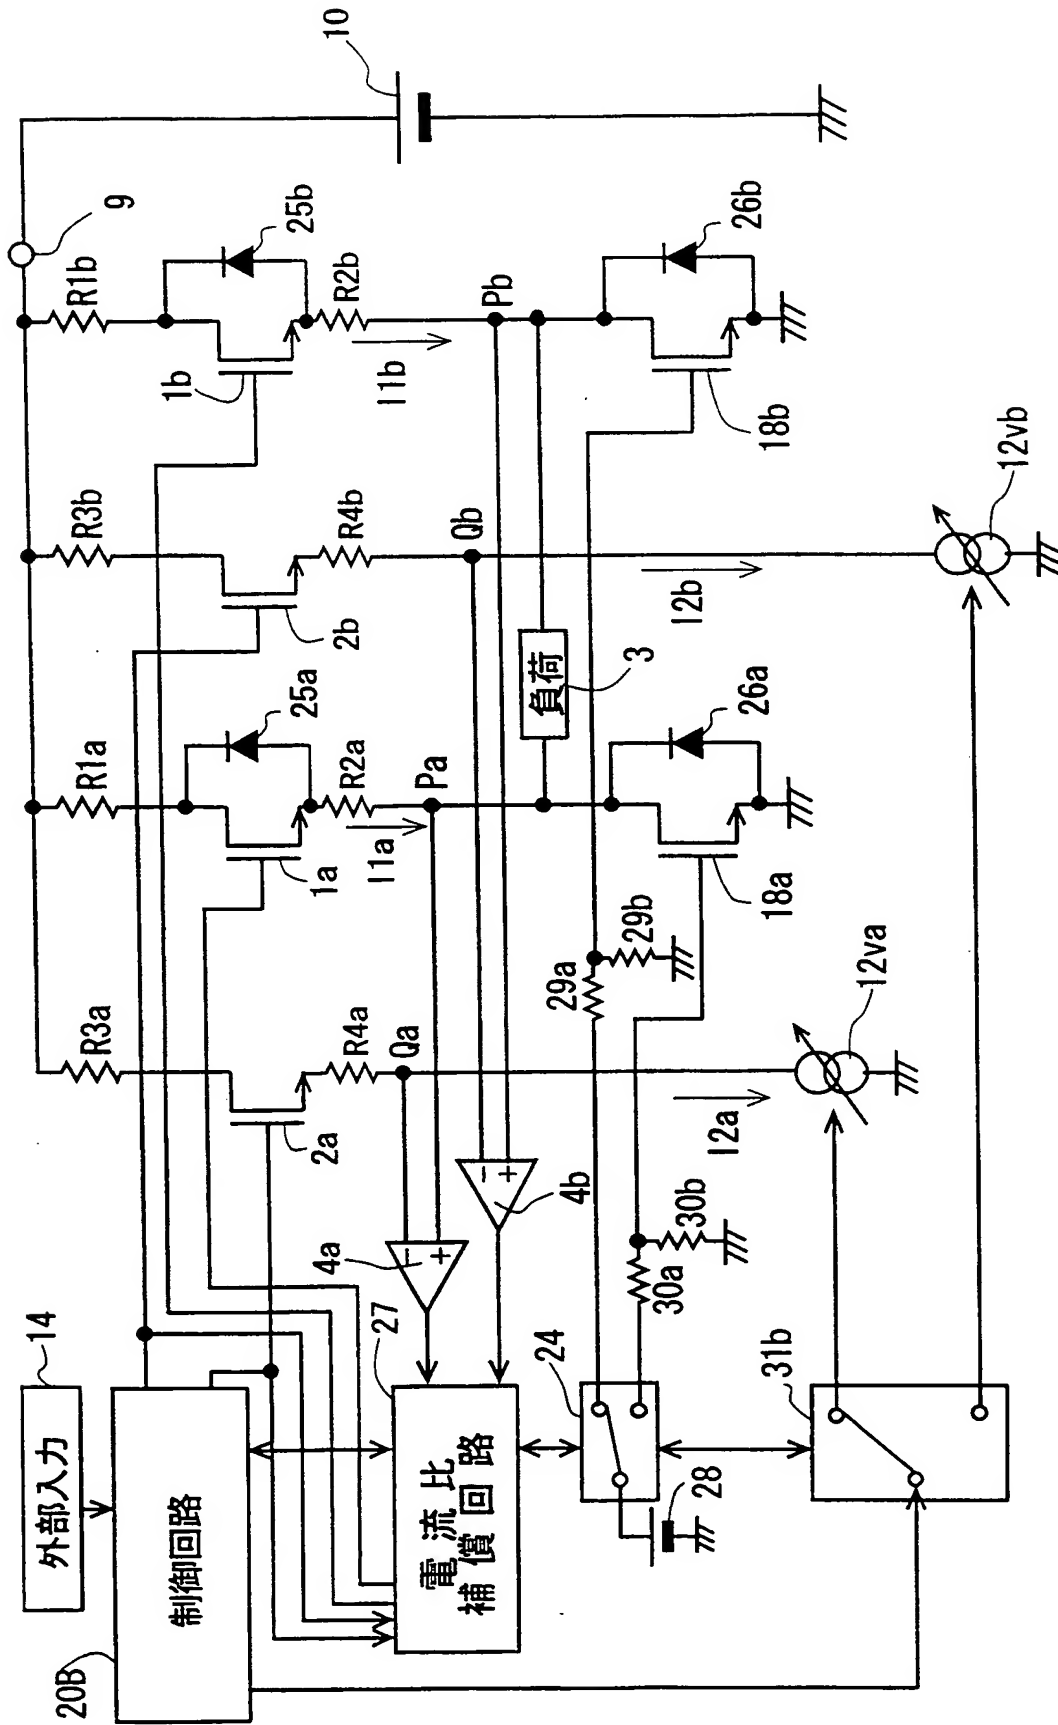 10
9
R1b
25b
1b
R2b
I1b
Pb
26b
18b
R3b
2b
R4b
Qb
12vb
I2b
R1a
25a
1a
R2a
I1a
Pa
負荷
3
26a
18a
29a
29b
R3a
2a
R4a
Qa
12va
I2a
30a
30b
4a
4b
－
＋
－
＋
14
外部入力
20B
制御回路
27
電流比
補償回路
24
28
31b